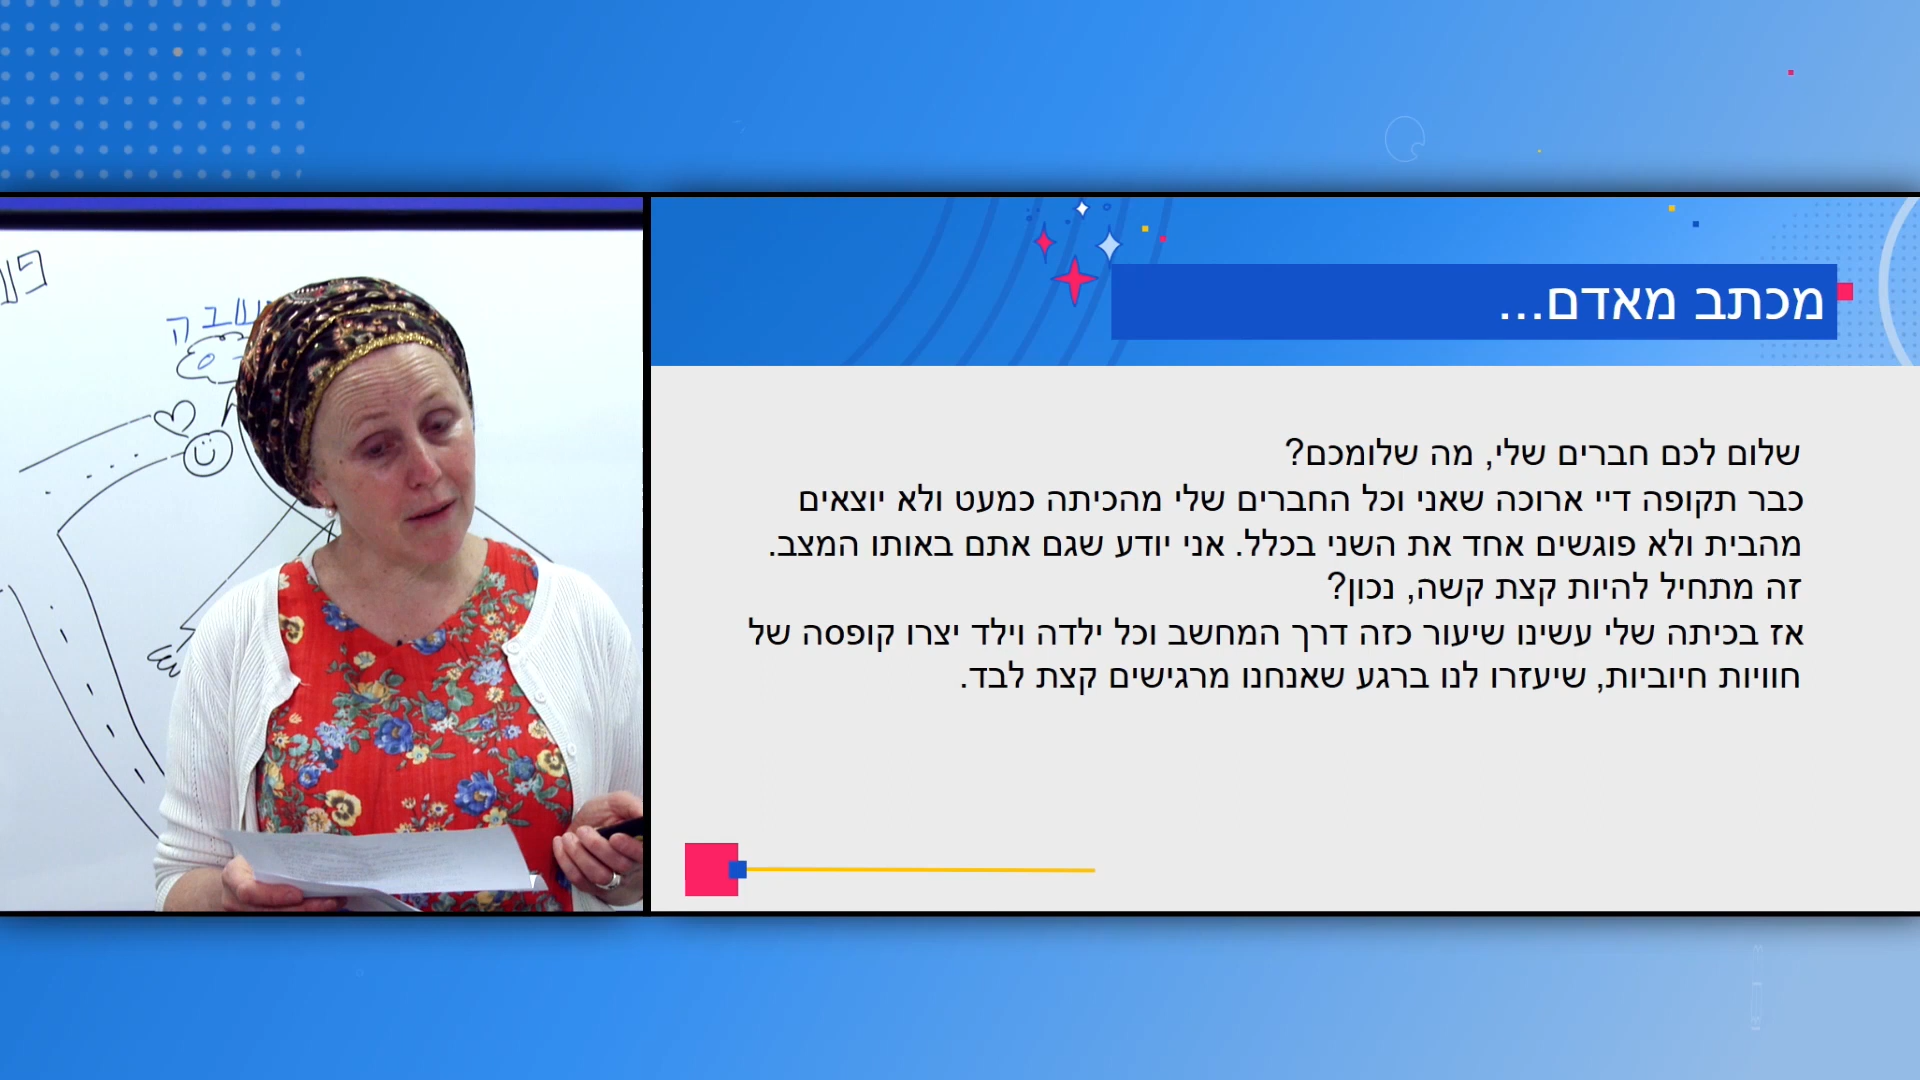 מכתב מאדם...
שלום לכם חברים שלי, מה שלומכם?
כבר תקופה דיי ארוכה שאני וכל החברים שלי מהכיתה כמעט ולא יוצאים
מהבית ולא פוגשים אחד את השני בכלל. אני יודע שגם אתם באותו המצב.
זה מתחיל להיות קצת קשה, נכון?
אז בכיתה שלי עשינו שיעור כזה דרך המחשב וכל ילדה וילד יצרו קופסה של
חוויות חיוביות, שיעזרו לנו ברגע שאנחנו מרגישים קצת לבד.